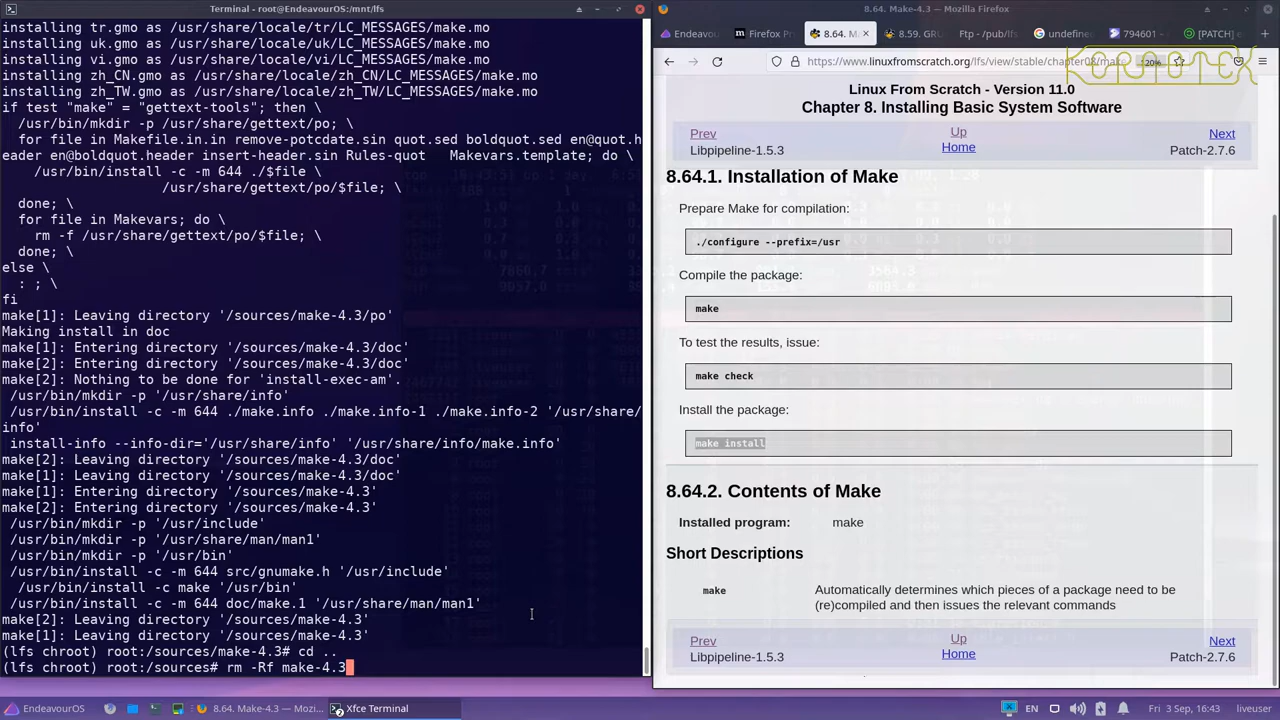 Terminal - root@EndeavourOS:/mnt/lfs
installing tr.gmo as /usr/share/locale/tr/LC_MESSAGES/make.mo
installing uk.gmo as /usr/share/locale/uk/LC_MESSAGES/make.mo
installing vi.gmo as /usr/share/locale/vi/LC_MESSAGES/make.mo
installing zh_CN.gmo as /usr/share/locale/zh_CN/LC_MESSAGES/make.mo
installing zh_TW.gmo as /usr/share/locale/zh_TW/LC_MESSAGES/make.mo
if test "make" = "gettext-tools"; then \
  /usr/bin/mkdir -p /usr/share/gettext/po; \
  for file in Makefile.in.in remove-potcdate.sin quot.sed boldquot.sed en@quot.h
eader en@boldquot.header insert-header.sin Rules-quot   Makevars.template; do \
    /usr/bin/install -c -m 644 ./$file \
                    /usr/share/gettext/po/$file; \
  done; \
  for file in Makevars; do \
    rm -f /usr/share/gettext/po/$file; \
  done; \
else \
  : ; \
fi
make[1]: Leaving directory '/sources/make-4.3/po'
Making install in doc
make[1]: Entering directory '/sources/make-4.3/doc'
make[2]: Entering directory '/sources/make-4.3/doc'
make[2]: Nothing to be done for 'install-exec-am'.
 /usr/bin/mkdir -p '/usr/share/info'
 /usr/bin/install -c -m 644 ./make.info ./make.info-1 ./make.info-2 '/usr/share/
info'
 install-info --info-dir='/usr/share/info' '/usr/share/info/make.info'
make[2]: Leaving directory '/sources/make-4.3/doc'
make[1]: Leaving directory '/sources/make-4.3/doc'
make[1]: Entering directory '/sources/make-4.3'
make[2]: Entering directory '/sources/make-4.3'
 /usr/bin/mkdir -p '/usr/include'
 /usr/bin/mkdir -p '/usr/share/man/man1'
 /usr/bin/mkdir -p '/usr/bin'
 /usr/bin/install -c -m 644 src/gnumake.h '/usr/include'
  /usr/bin/install -c make '/usr/bin'
 /usr/bin/install -c -m 644 doc/make.1 '/usr/share/man/man1'
make[2]: Leaving directory '/sources/make-4.3'
make[1]: Leaving directory '/sources/make-4.3'
(lfs chroot) root:/sources/make-4.3# cd ..
(lfs chroot) root:/sources# rm -Rf make-4.3
8.64. Make-4.3 — Mozilla Firefox
Endeavour
Firefox Pr
8.64. M
8.59. GRU
Ftp - pub/lfs
undefined
794601 -
[PATCH] e
https://www.linuxfromscratch.org/lfs/view/stable/chapter08/make
120%
Linux From Scratch - Version 11.0
Chapter 8. Installing Basic System Software
Prev Up Next
Libpipeline-1.5.3 Home Patch-2.7.6
8.64.1. Installation of Make
Prepare Make for compilation:
./configure --prefix=/usr
Compile the package:
make
To test the results, issue:
make check
Install the package:
make install
8.64.2. Contents of Make
Installed program: make
Short Descriptions
make Automatically determines which pieces of a package need to be
(re)compiled and then issues the relevant commands
Prev Up Next
Libpipeline-1.5.3 Home Patch-2.7.6
EndeavourOS
8.64. Make-4.3 — Mo...
Xfce Terminal
EN
Fri 3 Sep, 16:43
liveuser